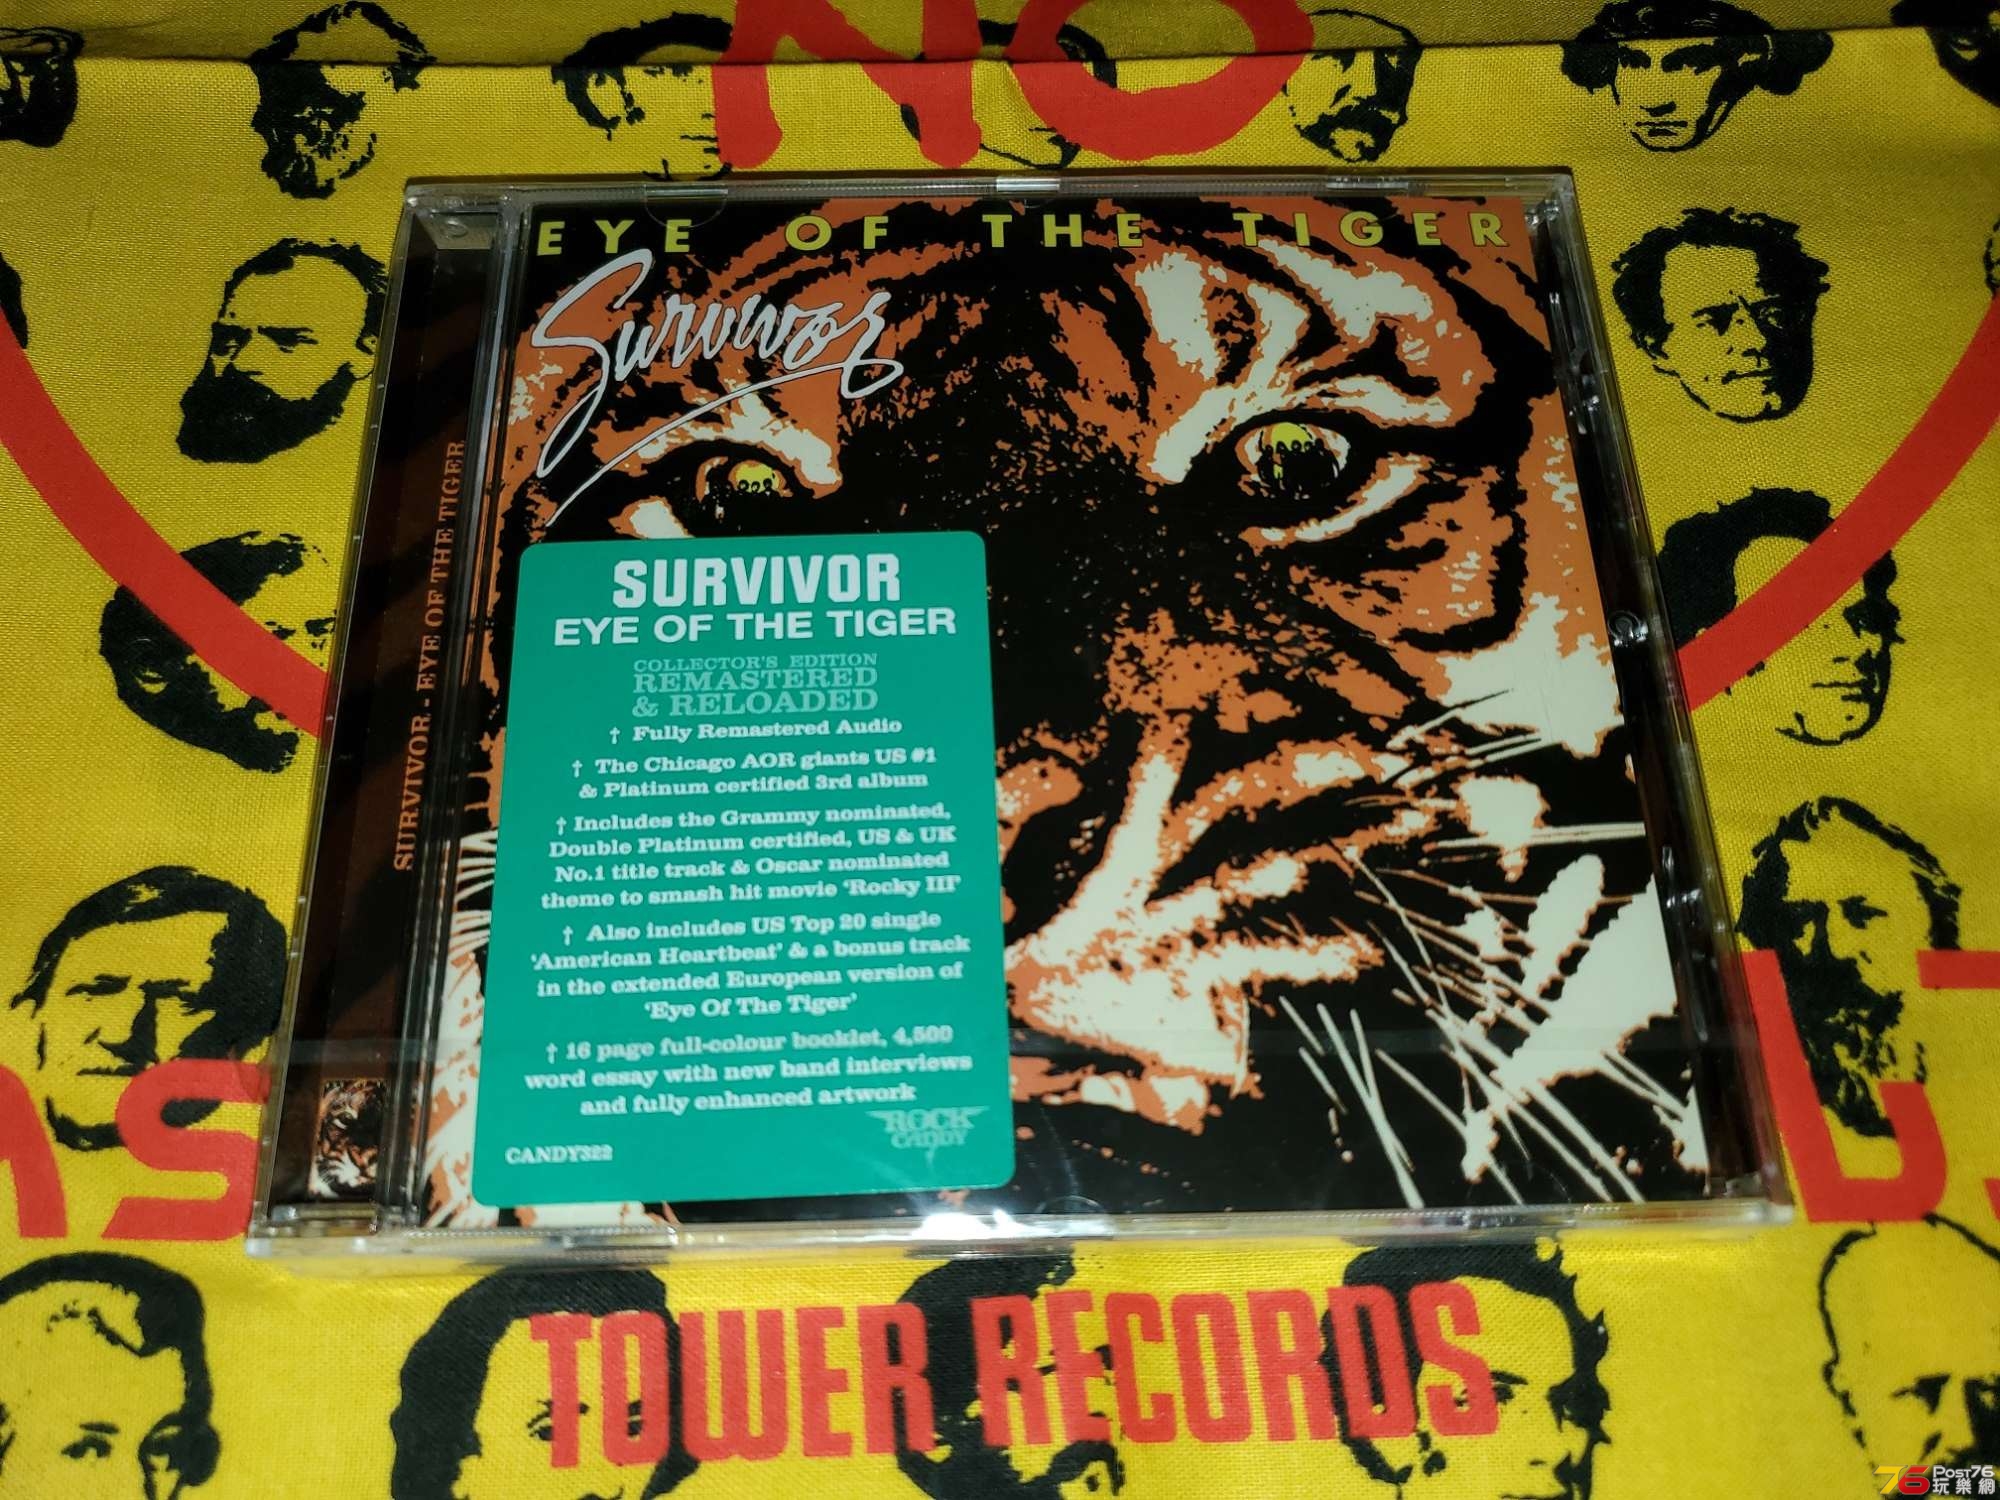 NO
EYE OF THE TIGER
Survivor
SURVIVOR - EYE OF THE TIGER
SURVIVOR
EYE OF THE TIGER
COLLECTOR'S EDITION
REMASTERED
& RELOADED
† Fully Remastered Audio
† The Chicago AOR giants US #1
& Platinum certified 3rd album
† Includes the Grammy nominated,
Double Platinum certified, US & UK
No.1 title track & Oscar nominated
theme to smash hit movie 'Rocky III'
† Also includes US Top 20 single
'American Heartbeat' & a bonus track
in the extended European version of
'Eye Of The Tiger'
† 16 page full-colour booklet, 4,500
word essay with new band interviews
and fully enhanced artwork
ROCK
CANDY
CANDY322
TOWER RECORDS
76 POST76
玩樂網